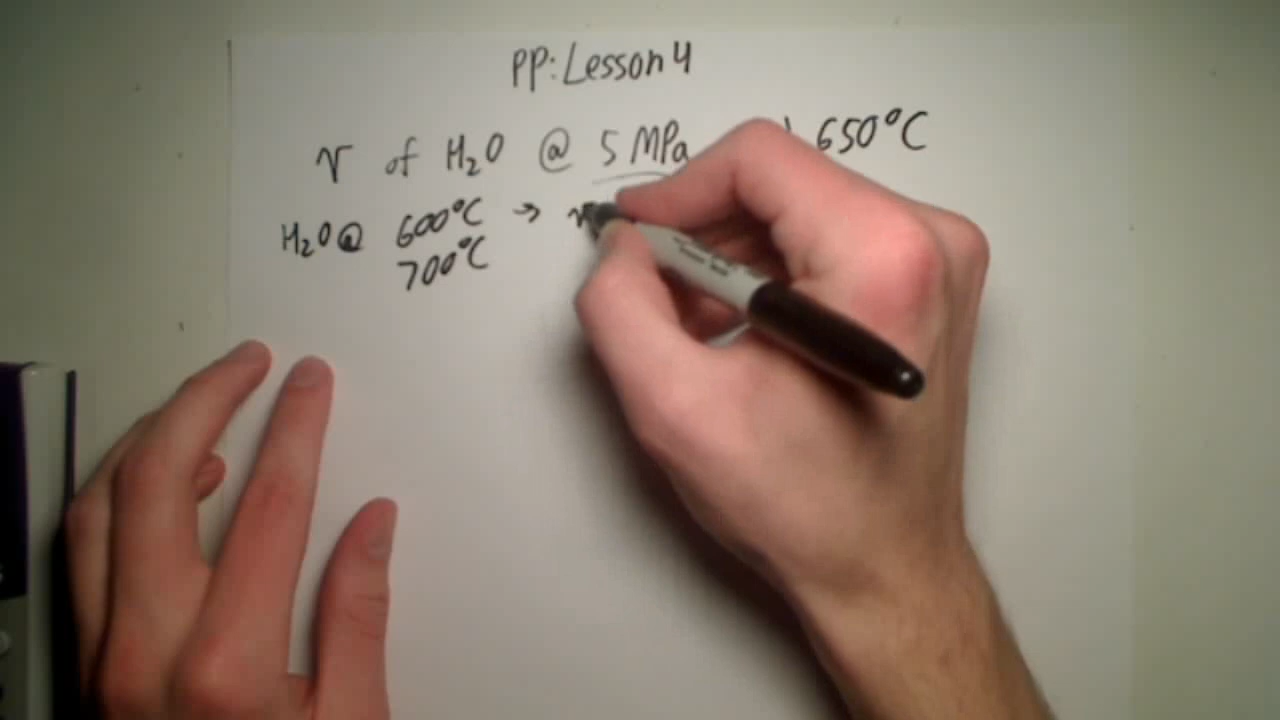 PP: Lesson 4
v of H₂O @ 5 MPa 650°C
H₂O @ 600°C → v
700°C